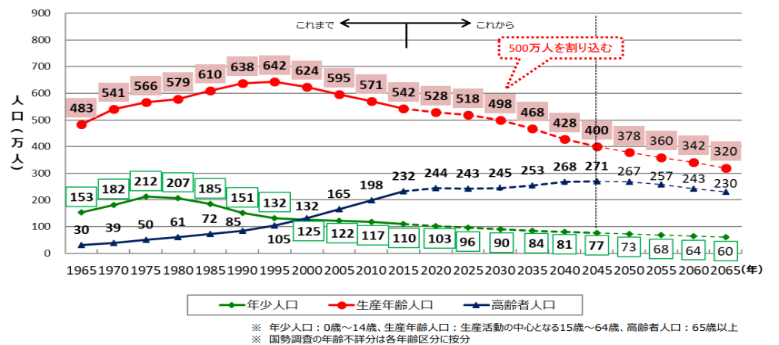 これまで これから
900
800
700
600
500
400
300
200
100
0
人口(万人)
500万人を割り込む
483 541 566 579 610 638 642 624 595 571 542 528 518 498 468 428 400 378 360 342 320
153 182 212 207 185 151 132 125 122 117 110 103 96 90 84 81 77 73 68 64 60
30 39 50 61 72 85 105 132 165 198 232 244 243 245 253 268 271 267 257 243 230
1965 1970 1975 1980 1985 1990 1995 2000 2005 2010 2015 2020 2025 2030 2035 2040 2045 2050 2055 2060 2065 (年)
年少人口 生産年齢人口 高齢者人口
※ 年少人口:0歳~14歳、生産年齢人口:生産活動の中心となる15歳~64歳、高齢者人口:65歳以上
※ 国勢調査の年齢不詳分は各年齢区分に按分